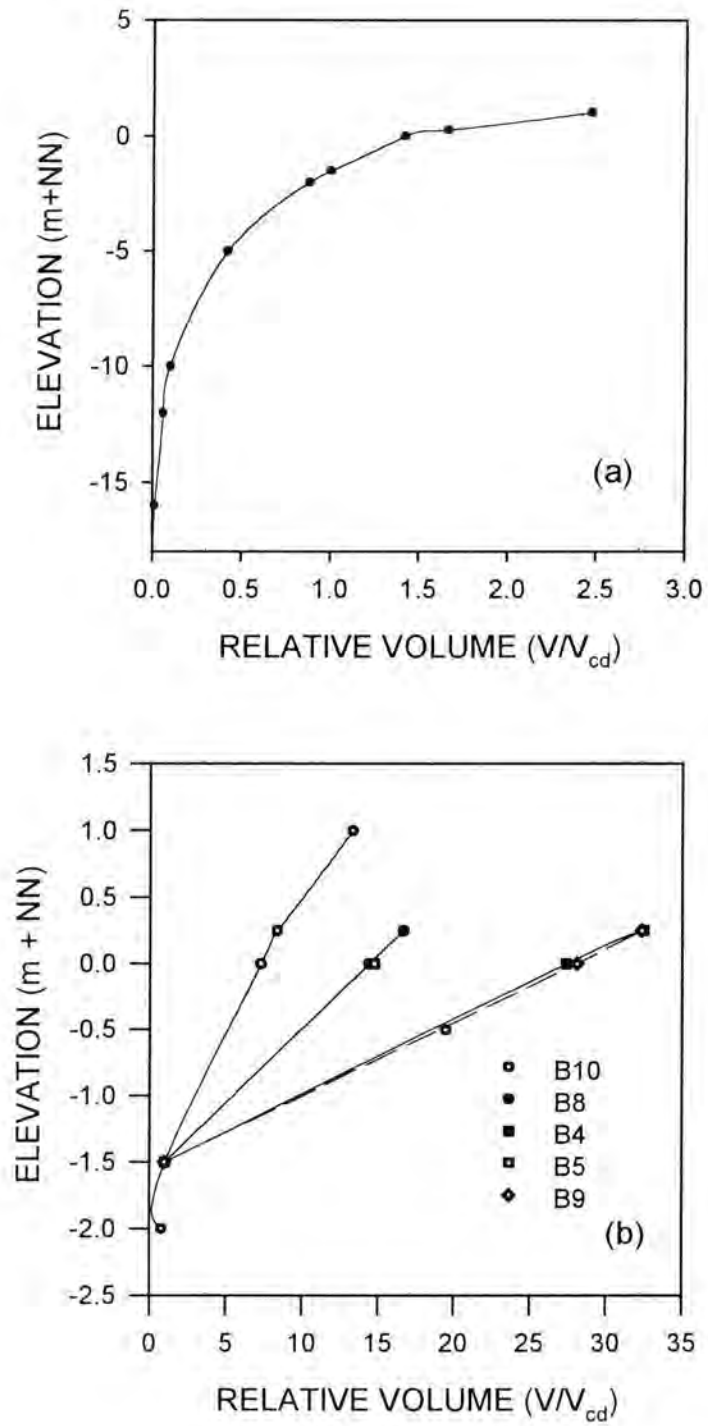 5
0
-5
-10
-15
ELEVATION (m+NN)
(a)
0.0 0.5 1.0 1.5 2.0 2.5 3.0
RELATIVE VOLUME (V/Vcd)
1.5
1.0
0.5
0.0
-0.5
-1.0
-1.5
-2.0
-2.5
ELEVATION (m + NN)
B10
B8
B4
B5
B9
(b)
0 5 10 15 20 25 30 35
RELATIVE VOLUME (V/Vcd)